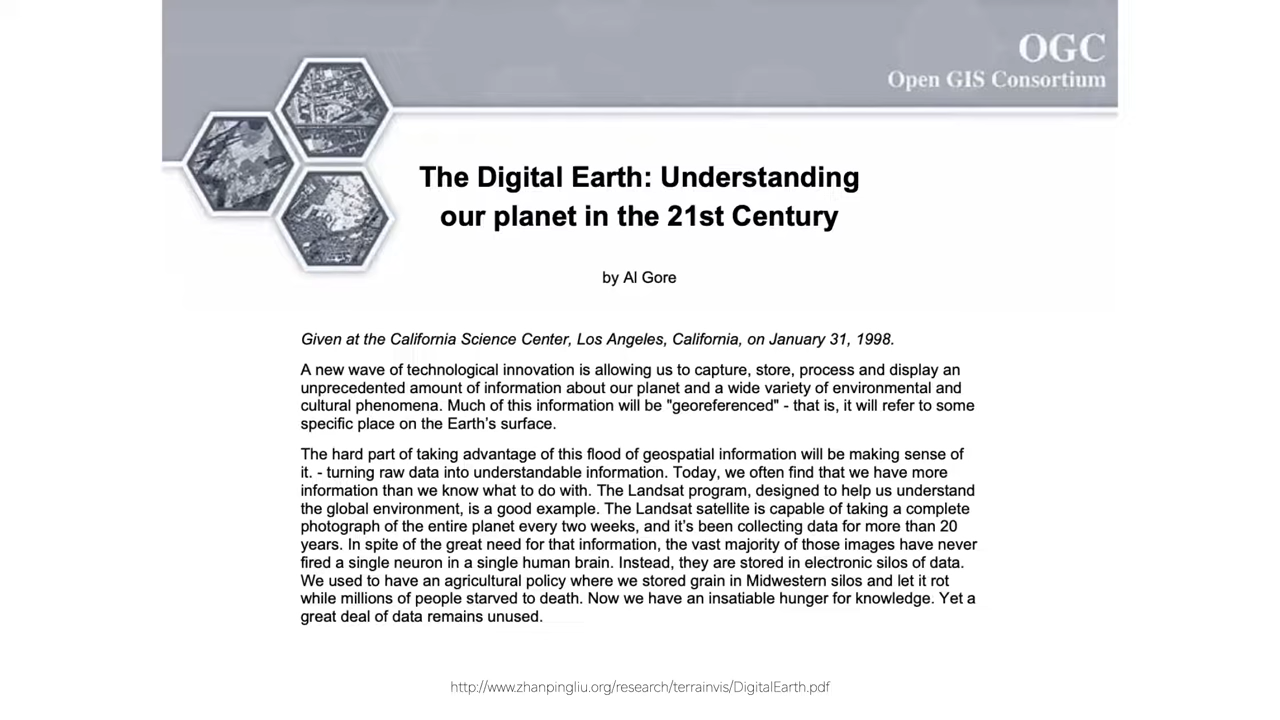 OGC
Open GIS Consortium
The Digital Earth: Understanding
our planet in the 21st Century
by Al Gore
Given at the California Science Center, Los Angeles, California, on January 31, 1998.
A new wave of technological innovation is allowing us to capture, store, process and display an
unprecedented amount of information about our planet and a wide variety of environmental and
cultural phenomena. Much of this information will be "georeferenced" - that is, it will refer to some
specific place on the Earth's surface.
The hard part of taking advantage of this flood of geospatial information will be making sense of
it. - turning raw data into understandable information. Today, we often find that we have more
information than we know what to do with. The Landsat program, designed to help us understand
the global environment, is a good example. The Landsat satellite is capable of taking a complete
photograph of the entire planet every two weeks, and it's been collecting data for more than 20
years. In spite of the great need for that information, the vast majority of those images have never
fired a single neuron in a single human brain. Instead, they are stored in electronic silos of data.
We used to have an agricultural policy where we stored grain in Midwestern silos and let it rot
while millions of people starved to death. Now we have an insatiable hunger for knowledge. Yet a
great deal of data remains unused.
http://www.zhanpingliu.org/research/terrainvis/DigitalEarth.pdf